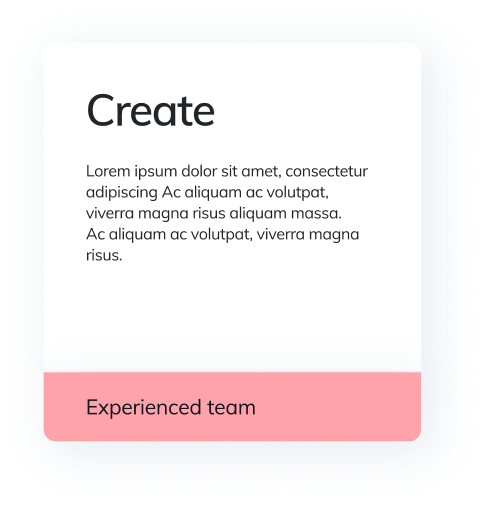 Create
Lorem ipsum dolor sit amet, consectetur
adipiscing Ac aliquam ac volutpat,
viverra magna risus aliquam massa.
Ac aliquam ac volutpat, viverra magna
risus.
Experienced team